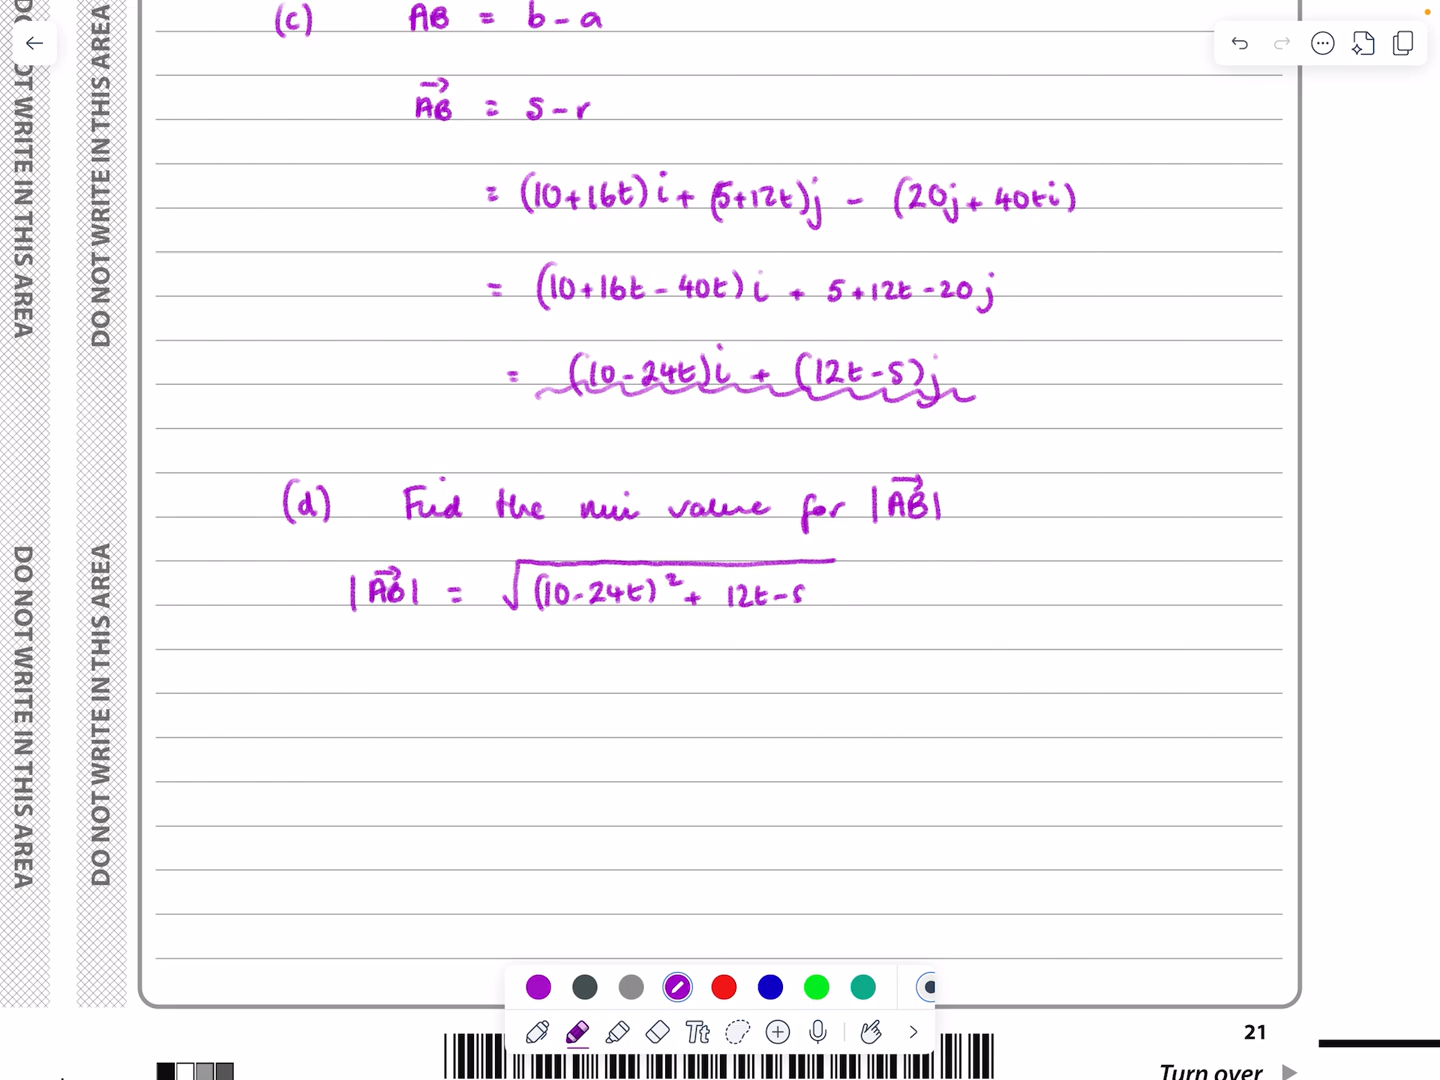 (c) AB = b - a
AB = s - r
= (10+16t)i + (5+12t)j - (20j + 40ti)
= (10+16t - 40t)i + 5+12t - 20j
= (10-24t)i + (12t-5)j
(d) Find the min value for |AB|
|AB| = √(10-24t)² + 12t-5
DO NOT WRITE IN THIS AREA
DO NOT WRITE IN THIS AREA
OT WRITE IN THIS AREA
DO NOT WRITE IN THIS AREA
Tt
21
Turn over